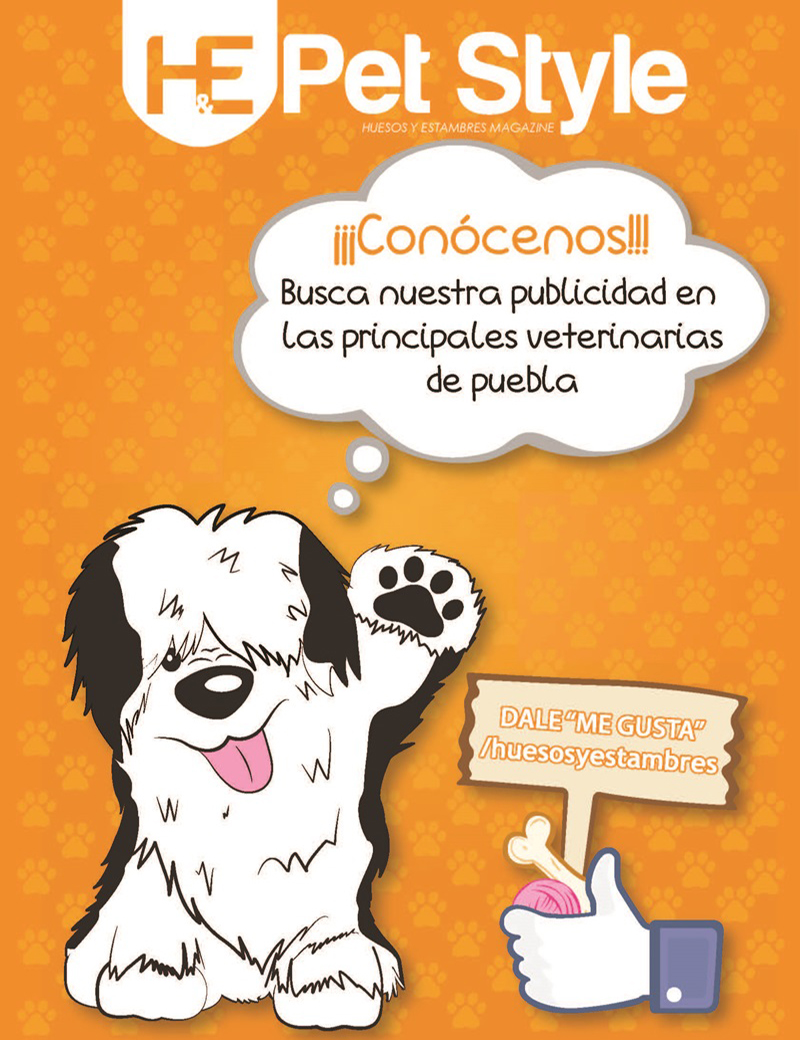 H&E Pet Style
HUESOS Y ESTAMBRES MAGAZINE
¡¡¡Conócenos!!!
Busca nuestra publicidad en
las principales veterinarias
de puebla
DALE "ME GUSTA"
/huesosyestambres